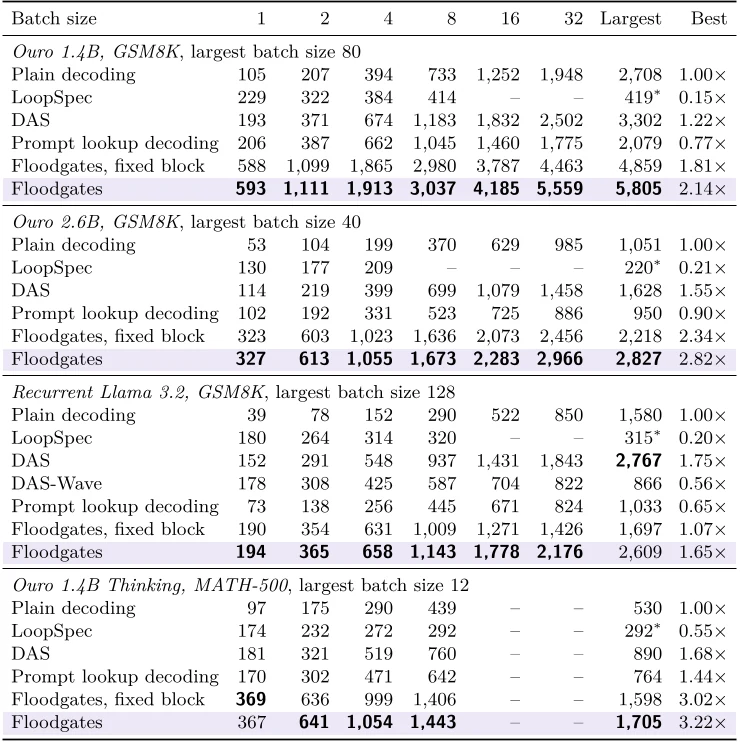 Batch size 1 2 4 8 16 32 Largest Best
Ouro 1.4B, GSM8K, largest batch size 80
Plain decoding 105 207 394 733 1,252 1,948 2,708 1.00×
LoopSpec 229 322 384 414 – – 419* 0.15×
DAS 193 371 674 1,183 1,832 2,502 3,302 1.22×
Prompt lookup decoding 206 387 662 1,045 1,460 1,775 2,079 0.77×
Floodgates, fixed block 588 1,099 1,865 2,980 3,787 4,463 4,859 1.81×
Floodgates 593 1,111 1,913 3,037 4,185 5,559 5,805 2.14×
Ouro 2.6B, GSM8K, largest batch size 40
Plain decoding 53 104 199 370 629 985 1,051 1.00×
LoopSpec 130 177 209 – – – 220* 0.21×
DAS 114 219 399 699 1,079 1,458 1,628 1.55×
Prompt lookup decoding 102 192 331 523 725 886 950 0.90×
Floodgates, fixed block 323 603 1,023 1,636 2,073 2,456 2,218 2.34×
Floodgates 327 613 1,055 1,673 2,283 2,966 2,827 2.82×
Recurrent Llama 3.2, GSM8K, largest batch size 128
Plain decoding 39 78 152 290 522 850 1,580 1.00×
LoopSpec 180 264 314 320 – – 315* 0.20×
DAS 152 291 548 937 1,431 1,843 2,767 1.75×
DAS-Wave 178 308 425 587 704 822 866 0.56×
Prompt lookup decoding 73 138 256 445 671 824 1,033 0.65×
Floodgates, fixed block 190 354 631 1,009 1,271 1,426 1,697 1.07×
Floodgates 194 365 658 1,143 1,778 2,176 2,609 1.65×
Ouro 1.4B Thinking, MATH-500, largest batch size 12
Plain decoding 97 175 290 439 – – 530 1.00×
LoopSpec 174 232 272 292 – – 292* 0.55×
DAS 181 321 519 760 – – 890 1.68×
Prompt lookup decoding 170 302 471 642 – – 764 1.44×
Floodgates, fixed block 369 636 999 1,406 – – 1,598 3.02×
Floodgates 367 641 1,054 1,443 – – 1,705 3.22×